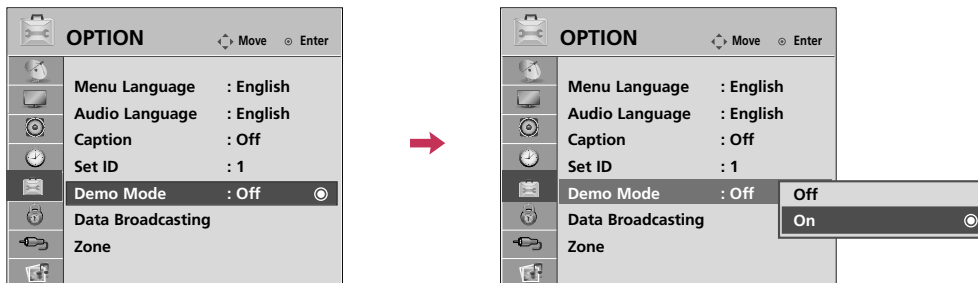 OPTION Move Enter
Menu Language : English
Audio Language : English
Caption : Off
Set ID : 1
Demo Mode : Off
Data Broadcasting
Zone
OPTION Move Enter
Menu Language : English
Audio Language : English
Caption : Off
Set ID : 1
Demo Mode : Off
Data Broadcasting
Zone
Off
On